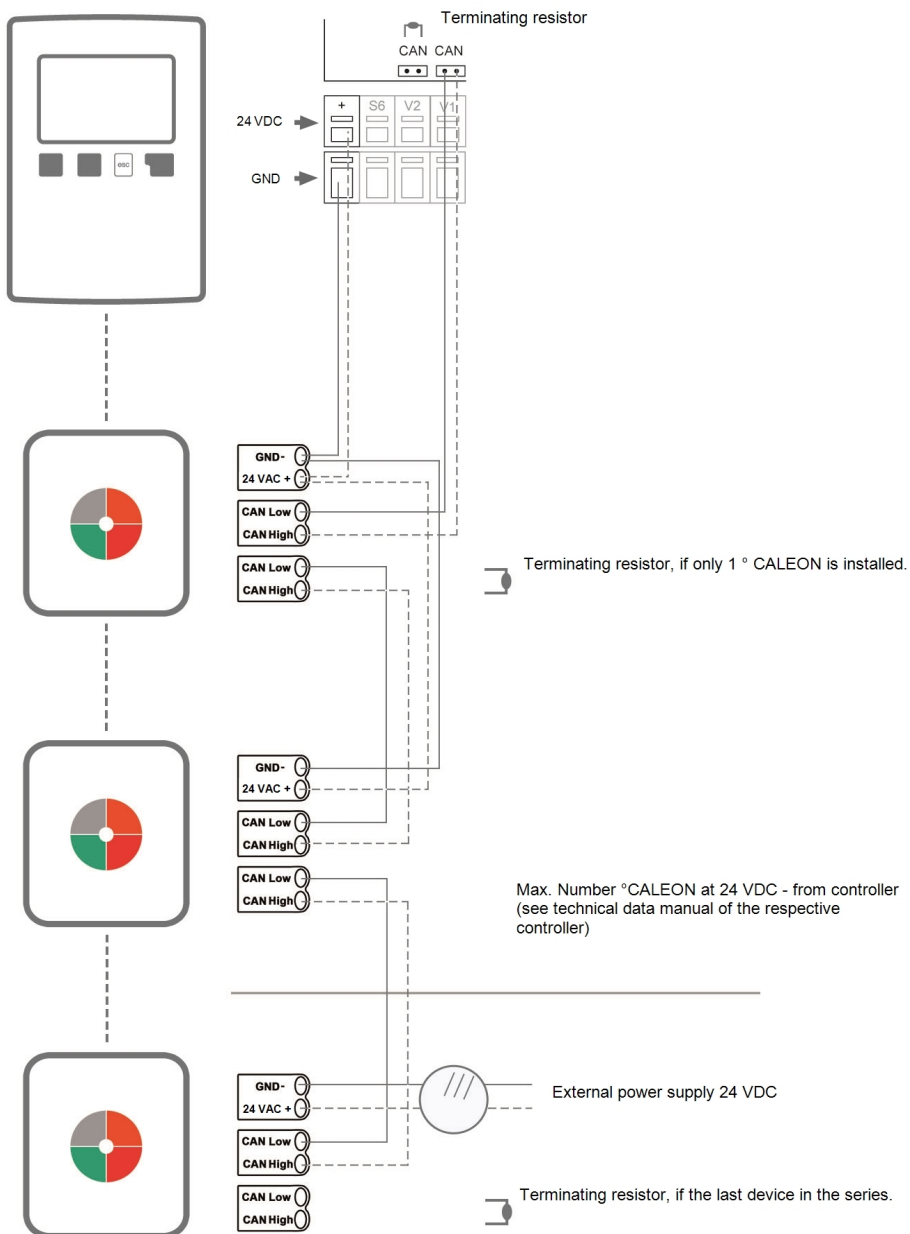 Terminating resistor
CAN CAN
+ S6 V2 V1
24 VDC
esc
GND
GND-
24 VAC +
CAN Low
CAN High
CAN Low
CAN High
Terminating resistor, if only 1 ° CALEON is installed.
GND-
24 VAC +
CAN Low
CAN High
CAN Low
CAN High
Max. Number °CALEON at 24 VDC - from controller
(see technical data manual of the respective
controller)
GND-
24 VAC +
External power supply 24 VDC
CAN Low
CAN High
CAN Low
CAN High
Terminating resistor, if the last device in the series.